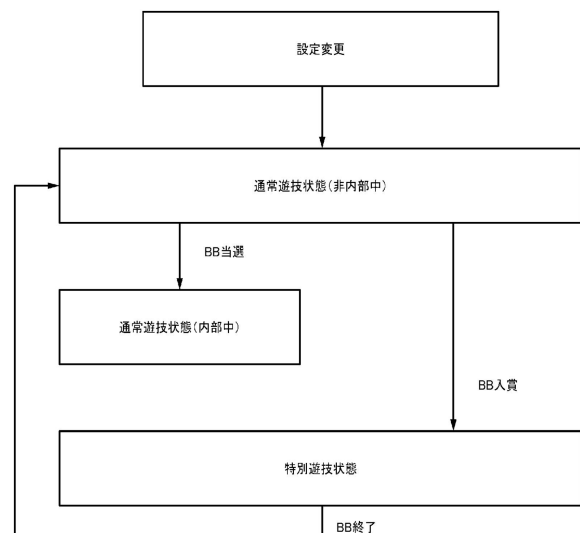 設定変更
通常遊技状態(非内部中)
BB当選
通常遊技状態(内部中)
BB入賞
特別遊技状態
BB終了